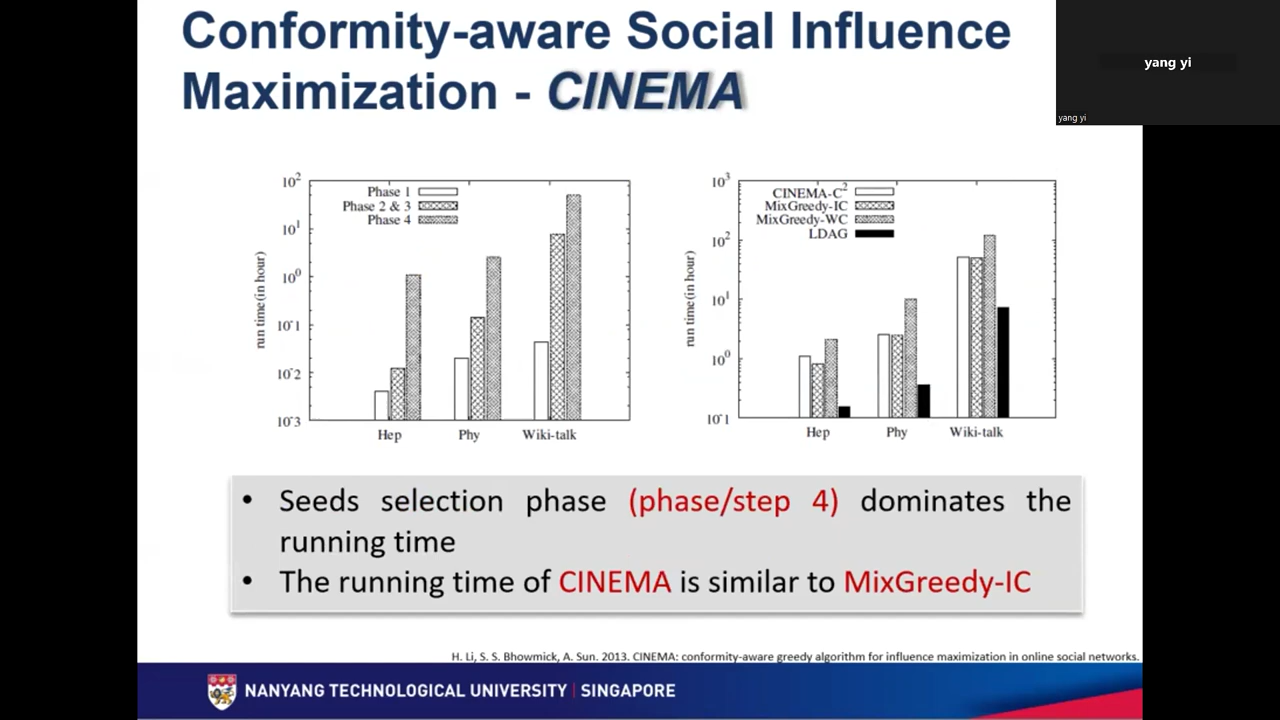 Conformity-aware Social Influence
Maximization - CINEMA
yang yi
yang yi
10²
10¹
10⁰
10⁻¹
10⁻²
10⁻³
run time(in hour)
Phase 1
Phase 2 & 3
Phase 4
Hep Phy Wiki-talk
10³
10²
10¹
10⁰
10⁻¹
run time(in hour)
CINEMA-C²
MixGreedy-IC
MixGreedy-WC
LDAG
Hep Phy Wiki-talk
• Seeds selection phase (phase/step 4) dominates the
running time
• The running time of CINEMA is similar to MixGreedy-IC
H. Li, S. S. Bhowmick, A. Sun. 2013. CINEMA: conformity-aware greedy algorithm for influence maximization in online social networks.
NANYANG TECHNOLOGICAL UNIVERSITY | SINGAPORE